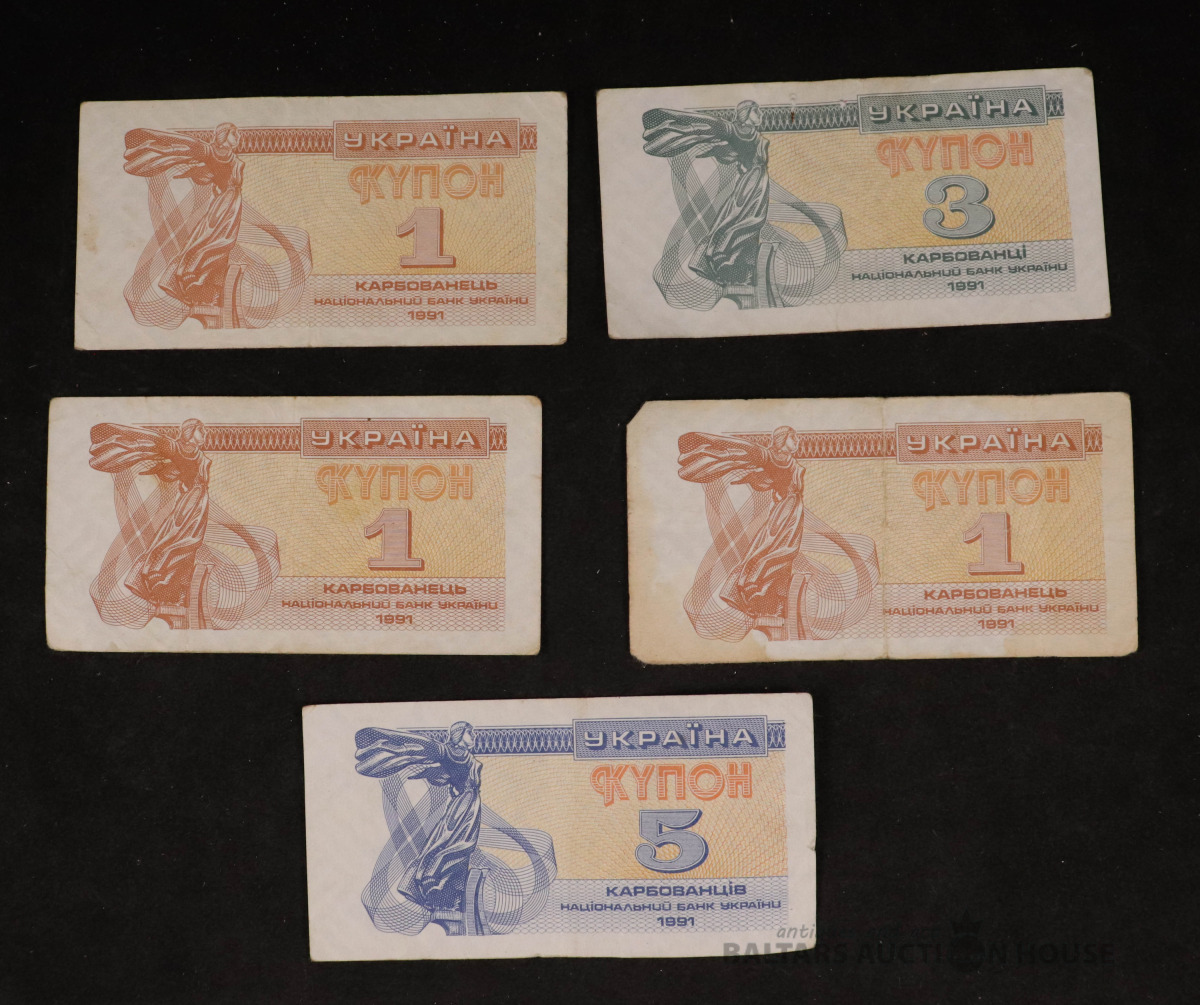 УКРАЇНА
КУПОН
1
КАРБОВАНЕЦЬ
НАЦІОНАЛЬНИЙ БАНК УКРАЇНИ
1991
УКРАЇНА
КУПОН
3
КАРБОВАНЦІ
НАЦІОНАЛЬНИЙ БАНК УКРАЇНИ
1991
УКРАЇНА
КУПОН
1
КАРБОВАНЕЦЬ
НАЦІОНАЛЬНИЙ БАНК УКРАЇНИ
1991
УКРАЇНА
КУПОН
1
КАРБОВАНЕЦЬ
НАЦІОНАЛЬНИЙ БАНК УКРАЇНИ
1991
УКРАЇНА
КУПОН
5
КАРБОВАНЦІВ
НАЦІОНАЛЬНИЙ БАНК УКРАЇНИ
1991
BALTARS AUCTION HOUSE